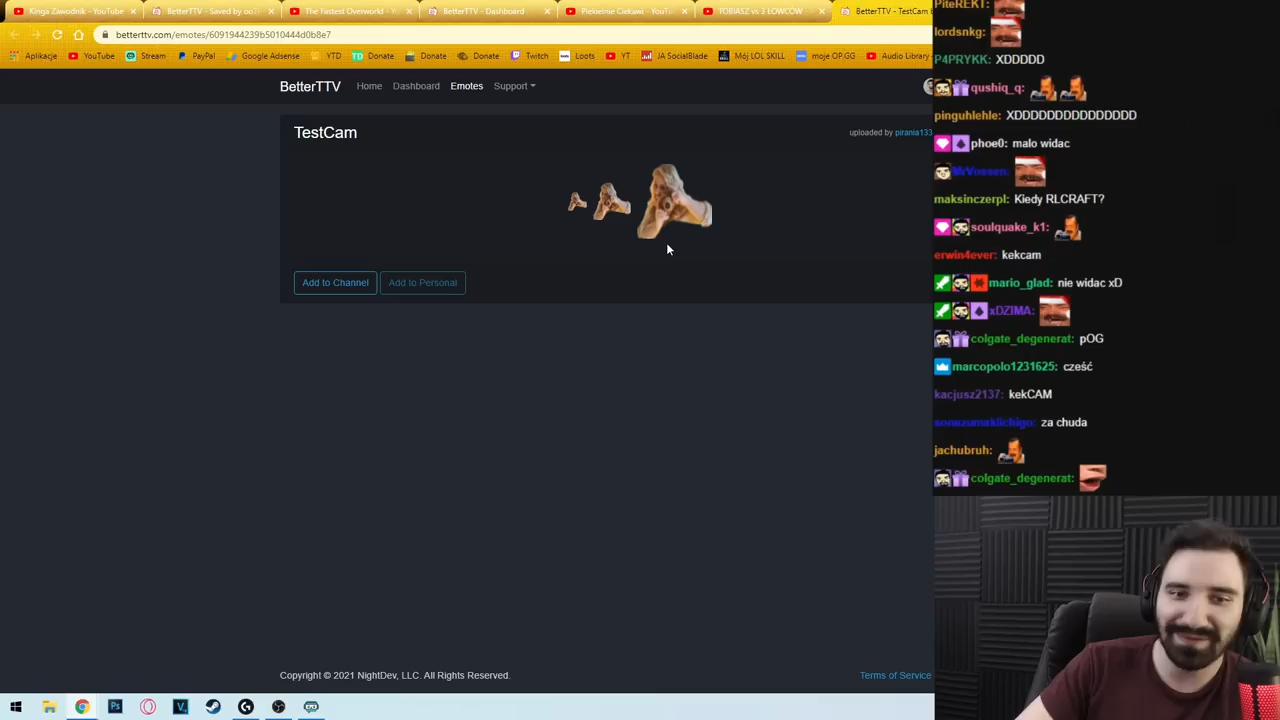 Kinga Zawodnik - YouTube
BetterTTV - Saved by
The Fastest Overworld -
BetterTTV - Dashboard
Piekielnie Ciekawi - YouTu
TOBIASZ vs 3 ŁOWCÓW
BetterTTV - TestCam
betterttv.com/emotes/6091944239b5010444d0b8e7
Aplikacje
YouTube
Stream
PayPal
Google Adsense
YTD
Donate
Donate
Donate
Twitch
Loots
YT
JA SocialBlade
Mój LOL SKILL
moje OP.GG
Audio Library
BetterTTV
Home
Dashboard
Emotes
Support
TestCam
uploaded by pirania133
Add to Channel
Add to Personal
Copyright © 2021 NightDev, LLC. All Rights Reserved.
Terms of Service
PiteREKT:
lordsnkg:
P4PRYKK: XDDDDD
qushiq_q:
pinguhlehle: XDDDDDDDDDDDDDDD
phoe0: malo widac
MrVossen:
maksinczerpl: Kiedy RLCRAFT?
soulquake_k1:
erwin4ever: kekcam
mario_glad: nie widac xD
xDZIMA:
colgate_degenerat: pOG
marcopolo1231625: cześć
kacjusz2137: kekCAM
za chuda
jachubruh:
colgate_degenerat: